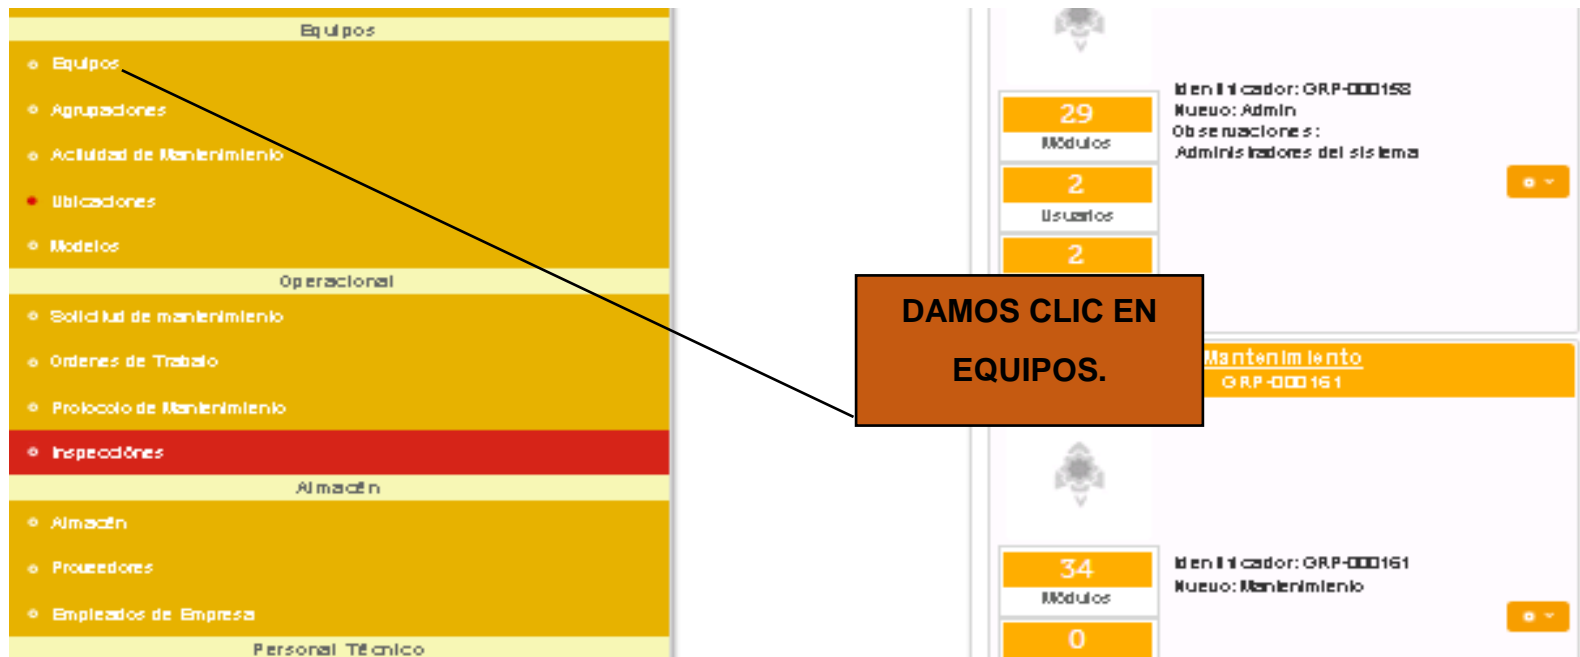 Equipos
Equipos
Agrupaciones
Actividad de Mantenimiento
Ubicaciones
Modelos
Operacional
Solicitud de mantenimiento
Ordenes de Trabajo
Protocolo de Mantenimiento
Inspecciónes
Almacén
Almacén
Proveedores
Empleados de Empresa
Personal Técnico
29
Módulos
2
Usuarios
2
Identificador: GRP-000158
Nuevo: Admin
Observaciones:
Administradores del sistema
DAMOS CLIC EN
EQUIPOS.
Mantenimiento
GRP-000161
34
Módulos
0
Identificador: GRP-000161
Nuevo: Mantenimiento